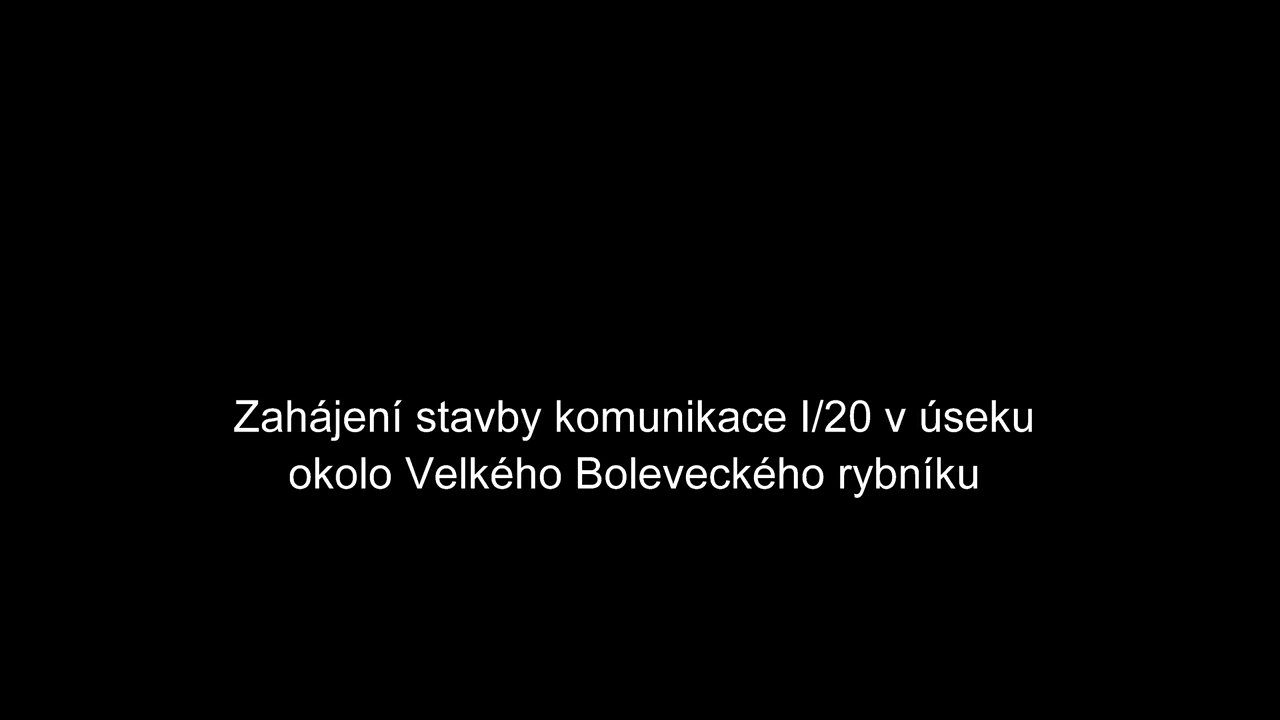 Zahájení stavby komunikace I/20 v úseku
okolo Velkého Boleveckého rybníku